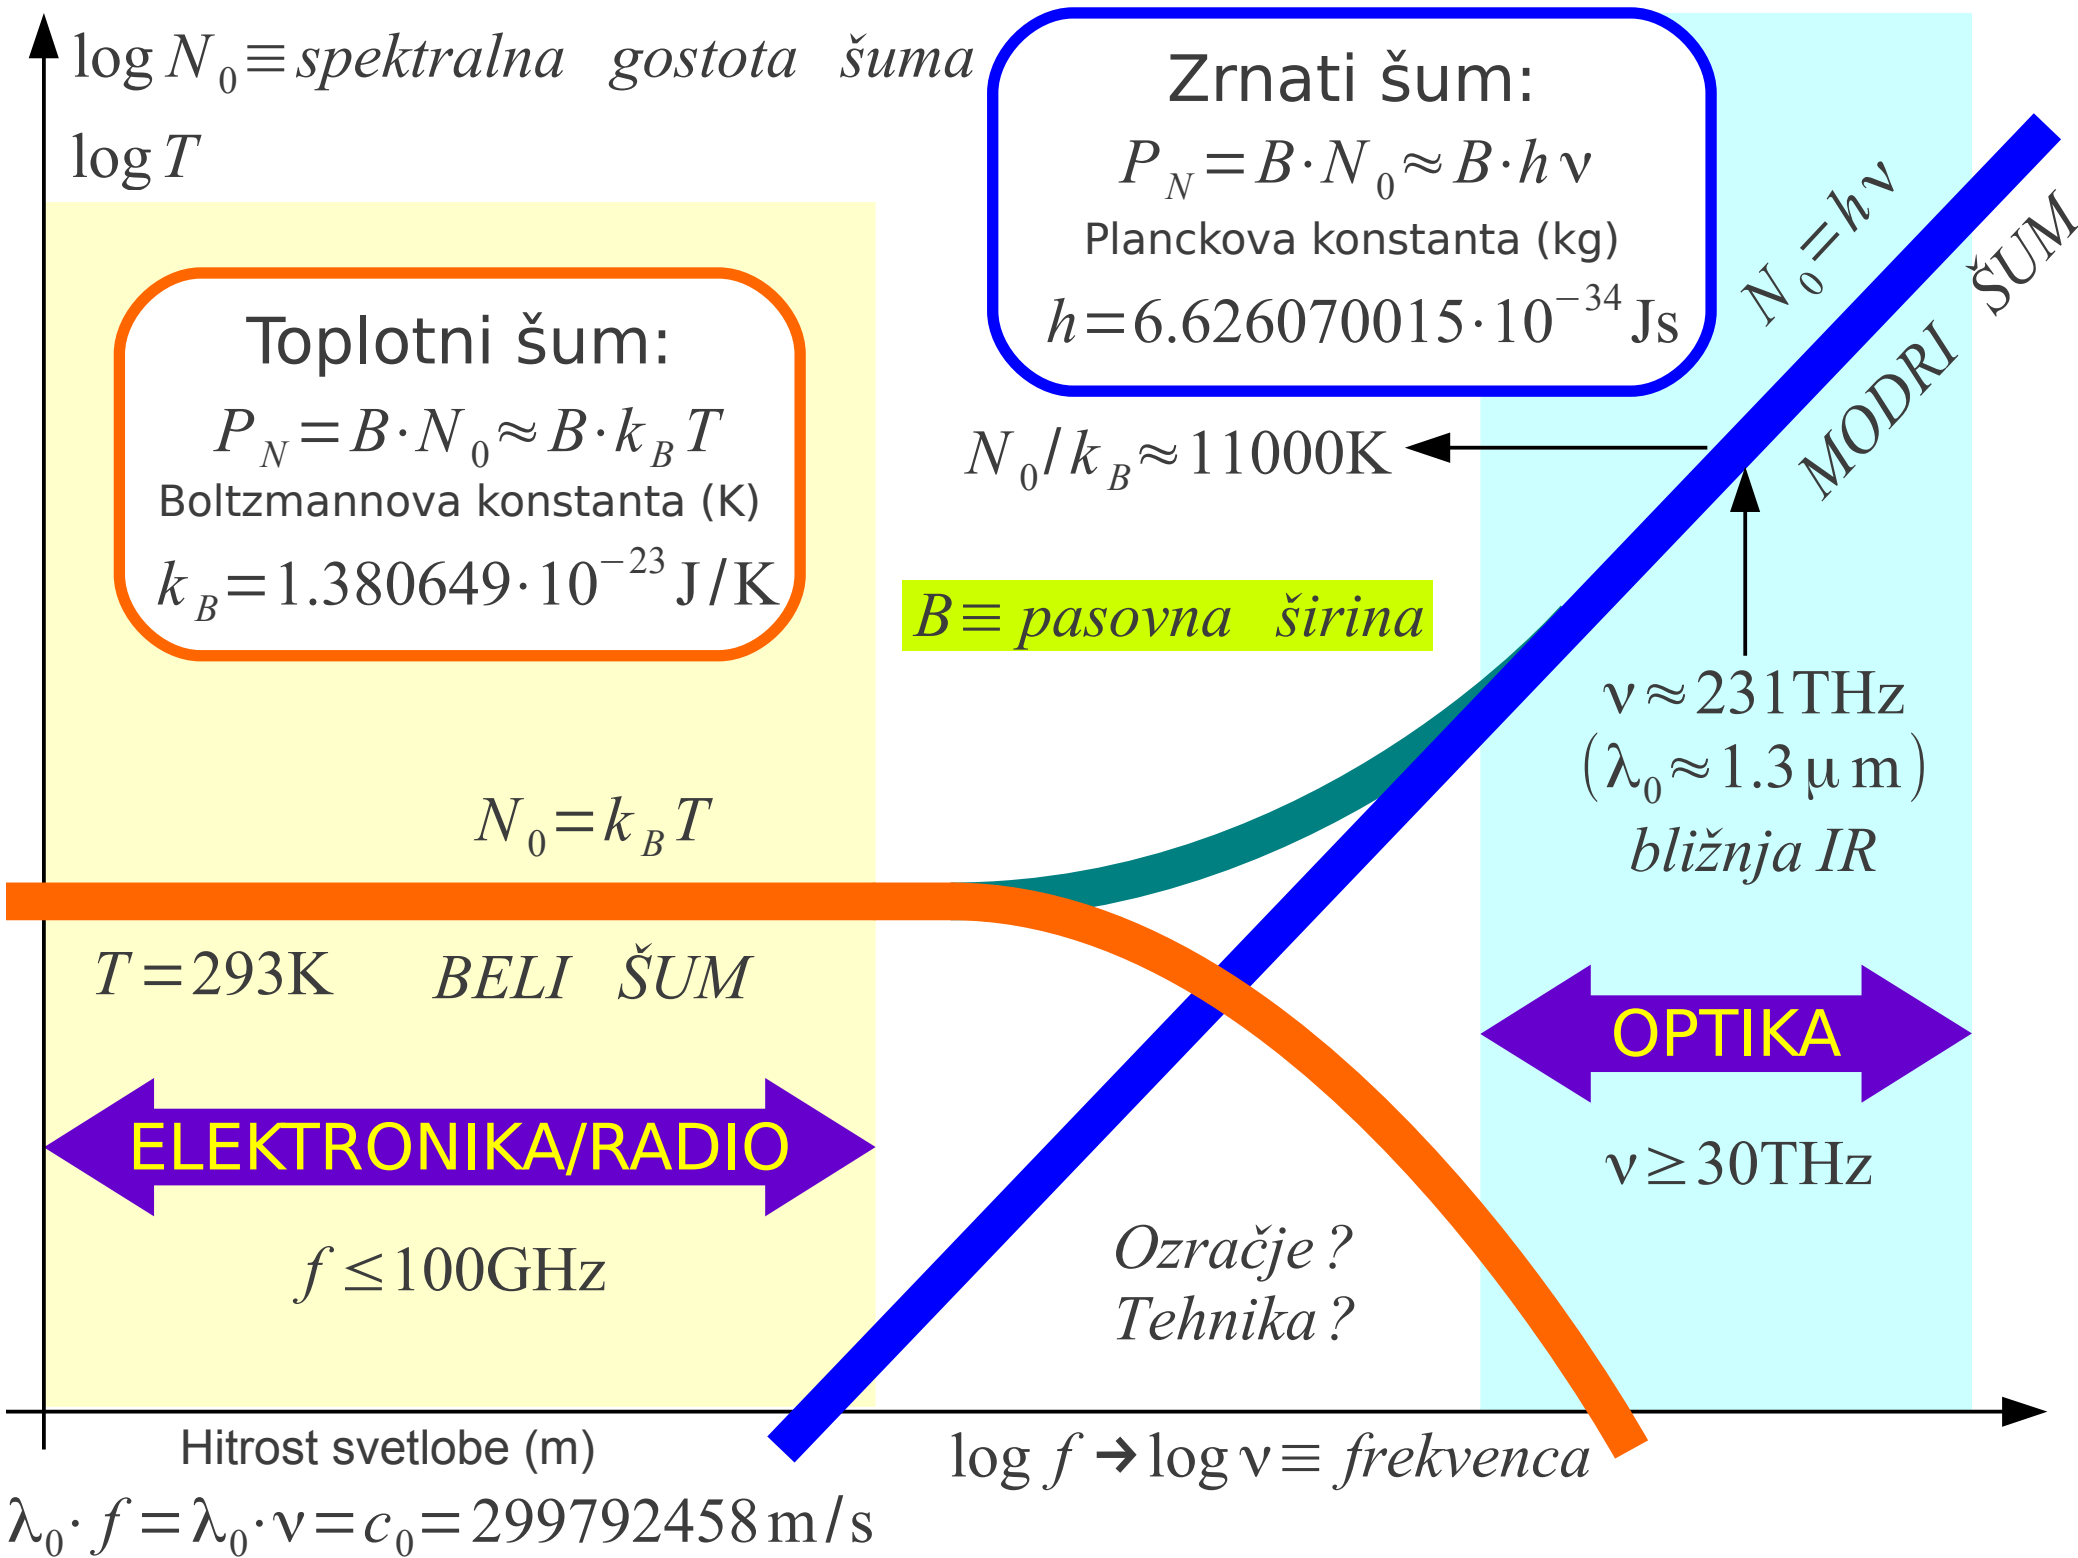 log N₀ ≡ spektralna gostota šuma
log T
Zrnati šum:
P_N = B·N₀ ≈ B·hν
Planckova konstanta (kg)
h = 6.626070015·10⁻³⁴ Js
N₀ = hν
MODRI ŠUM
Toplotni šum:
P_N = B·N₀ ≈ B·k_B T
Boltzmannova konstanta (K)
k_B = 1.380649·10⁻²³ J/K
N₀/k_B ≈ 11000K
B ≡ pasovna širina
ν ≈ 231THz
(λ₀ ≈ 1.3 μm)
bližnja IR
N₀ = k_B T
T = 293K BELI ŠUM
OPTIKA
ν ≥ 30THz
ELEKTRONIKA/RADIO
f ≤ 100GHz
Ozračje?
Tehnika?
Hitrost svetlobe (m)
log f → log ν ≡ frekvenca
λ₀·f = λ₀·ν = c₀ = 299792458 m/s